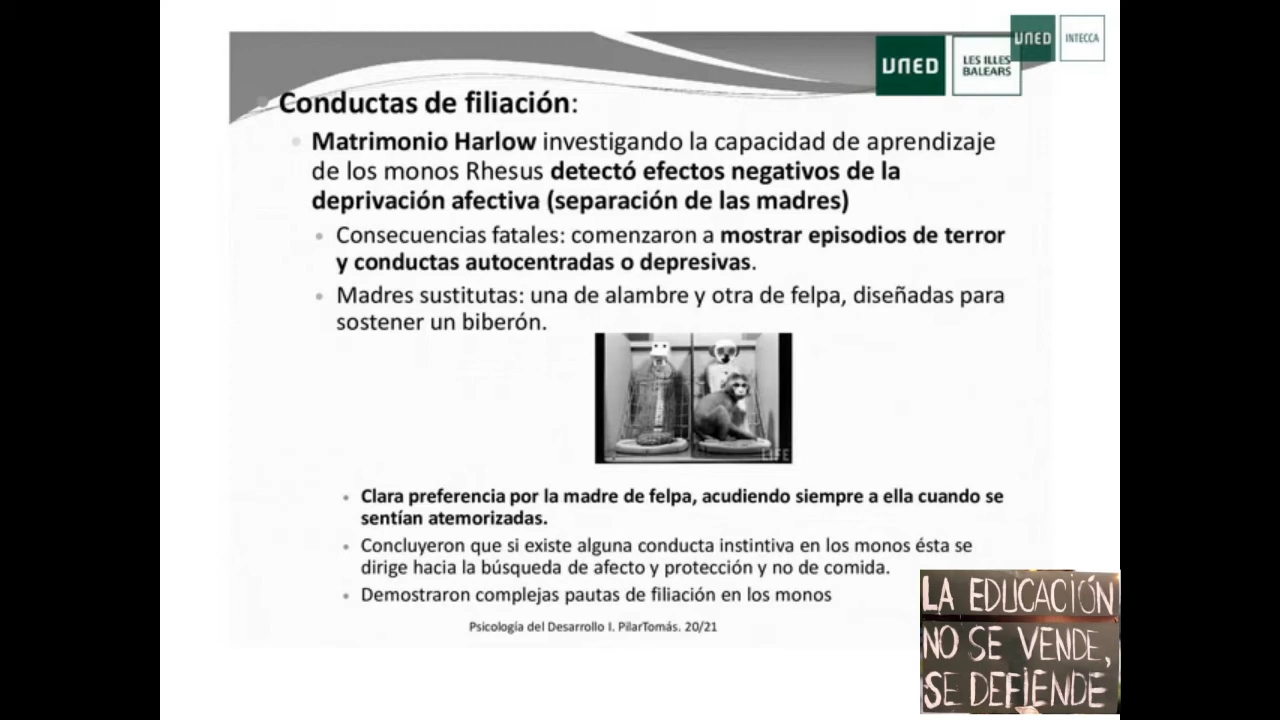 UNED
INTECCA
UNED
LES ILLES
BALEARS
Conductas de filiación:
Matrimonio Harlow investigando la capacidad de aprendizaje
de los monos Rhesus detectó efectos negativos de la
deprivación afectiva (separación de las madres)
Consecuencias fatales: comenzaron a mostrar episodios de terror
y conductas autocentradas o depresivas.
Madres sustitutas: una de alambre y otra de felpa, diseñadas para
sostener un biberón.
LIFE
Clara preferencia por la madre de felpa, acudiendo siempre a ella cuando se
sentían atemorizadas.
Concluyeron que si existe alguna conducta instintiva en los monos ésta se
dirige hacia la búsqueda de afecto y protección y no de comida.
Demostraron complejas pautas de filiación en los monos
Psicología del Desarrollo I. PilarTomás. 20/21
LA EDUCACIÓN
NO SE VENDE,
SE DEFIENDE